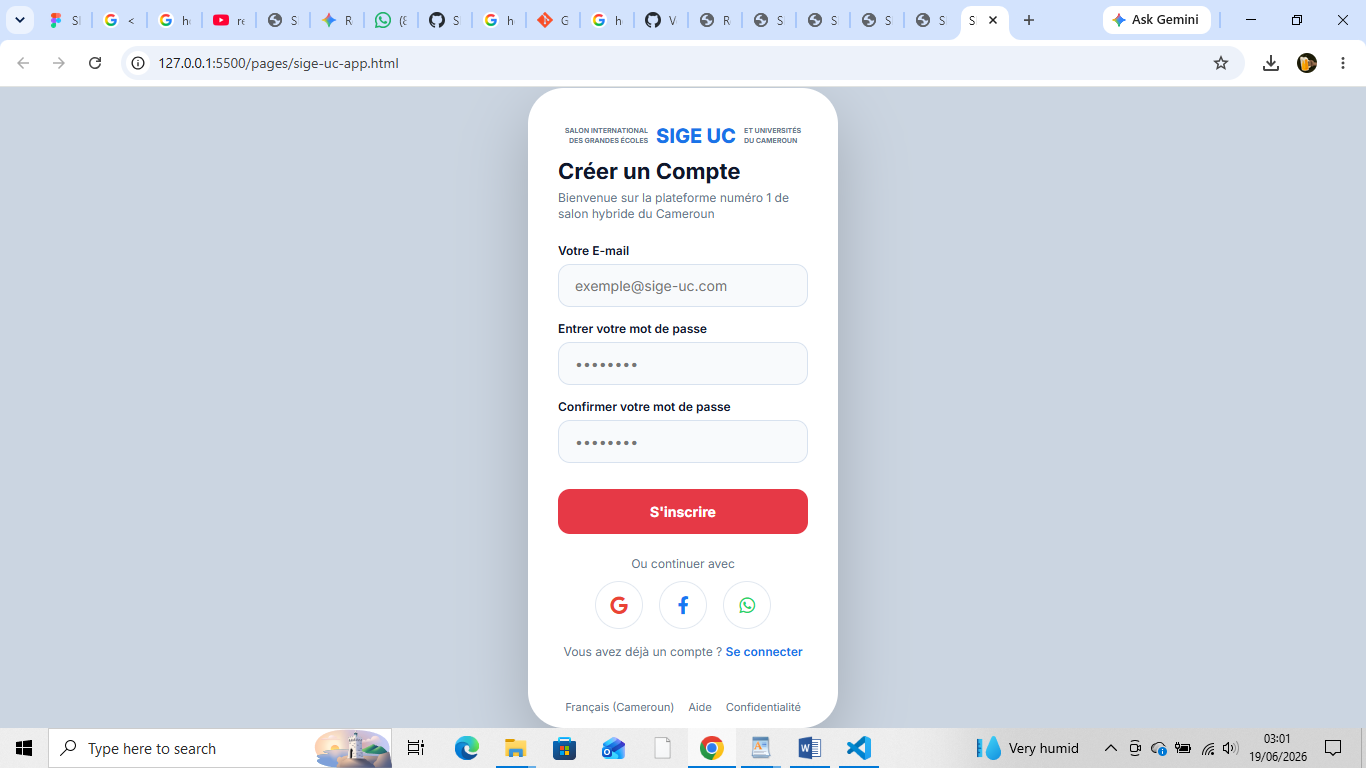 Ask Gemini
127.0.0.1:5500/pages/sige-uc-app.html
SALON INTERNATIONAL
DES GRANDES ÉCOLES
SIGE UC
ET UNIVERSITÉS
DU CAMEROUN
Créer un Compte
Bienvenue sur la plateforme numéro 1 de
salon hybride du Cameroun
Votre E-mail
exemple@sige-uc.com
Entrer votre mot de passe
••••••••
Confirmer votre mot de passe
••••••••
S'inscrire
Ou continuer avec
Vous avez déjà un compte ? Se connecter
Français (Cameroun) Aide Confidentialité
Type here to search
Very humid
03:01
19/06/2026